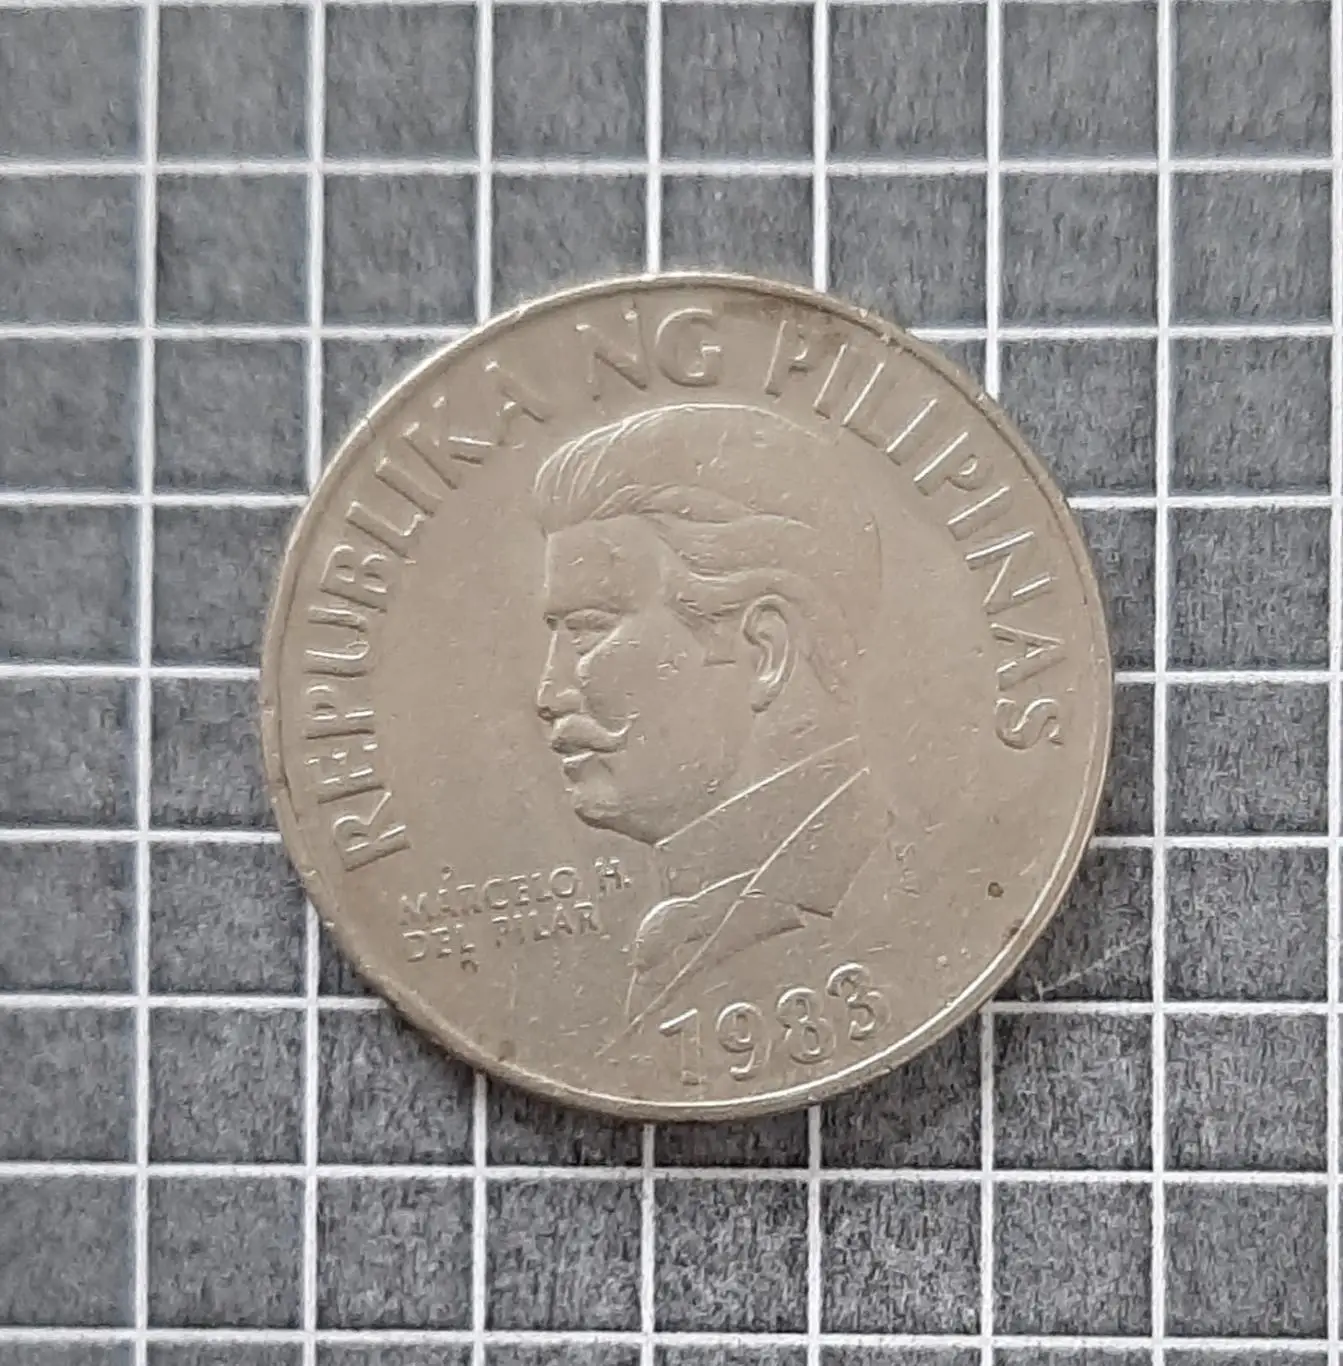 REPUBLIKA NG PILIPINAS
MARCELO H.
DEL PILAR
1983